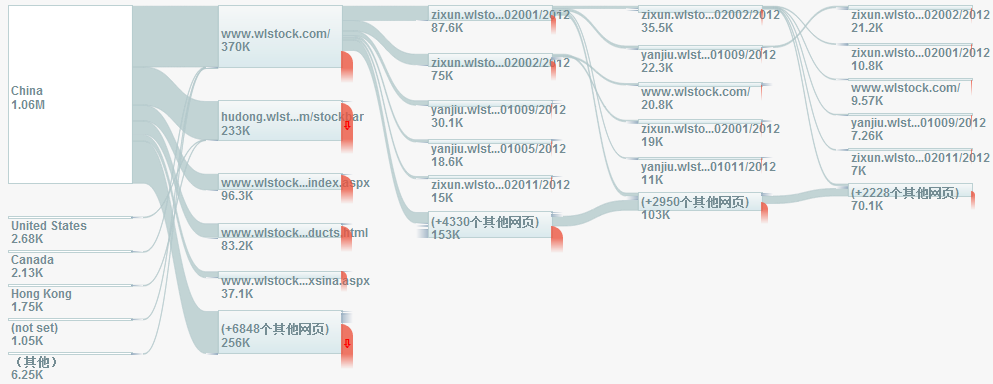 China
1.06M
United States
2.68K
Canada
2.13K
Hong Kong
1.75K
(not set)
1.05K
（其他）
6.25K
www.wlstock.com/
370K
hudong.wlst...m/stockbar
233K
www.wlstock...index.aspx
96.3K
www.wlstock...ducts.html
83.2K
www.wlstock...xsina.aspx
37.1K
(+6848个其他网页)
256K
zixun.wlsto...02001/2012
87.6K
zixun.wlsto...02002/2012
75K
yanjiu.wlst...01009/2012
30.1K
yanjiu.wlst...01005/2012
18.6K
zixun.wlsto...02011/2012
15K
(+4330个其他网页)
153K
zixun.wlsto...02002/2012
35.5K
yanjiu.wlst...01009/2012
22.3K
www.wlstock.com/
20.8K
zixun.wlsto...02001/2012
19K
yanjiu.wlst...01011/2012
11K
(+2950个其他网页)
103K
zixun.wlsto...02002/2012
21.2K
zixun.wlsto...02001/2012
10.8K
www.wlstock.com/
9.57K
yanjiu.wlst...01009/2012
7.26K
zixun.wlsto...02011/2012
7K
(+2228个其他网页)
70.1K